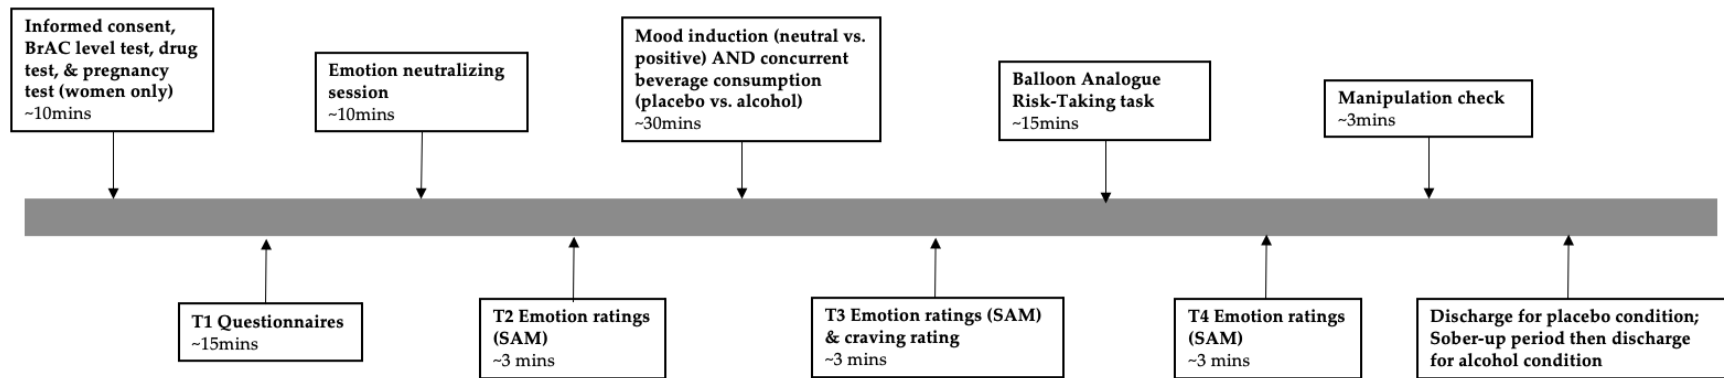 Informed consent,
BrAC level test, drug
test, & pregnancy
test (women only)
~10mins
Emotion neutralizing
session
~10mins
Mood induction (neutral vs.
positive) AND concurrent
beverage consumption
(placebo vs. alcohol)
~30mins
Balloon Analogue
Risk-Taking task
~15mins
Manipulation check
~3mins
T1 Questionnaires
~15mins
T2 Emotion ratings
(SAM)
~3 mins
T3 Emotion ratings (SAM)
& craving rating
~3 mins
T4 Emotion ratings
(SAM)
~3 mins
Discharge for placebo condition;
Sober-up period then discharge
for alcohol condition